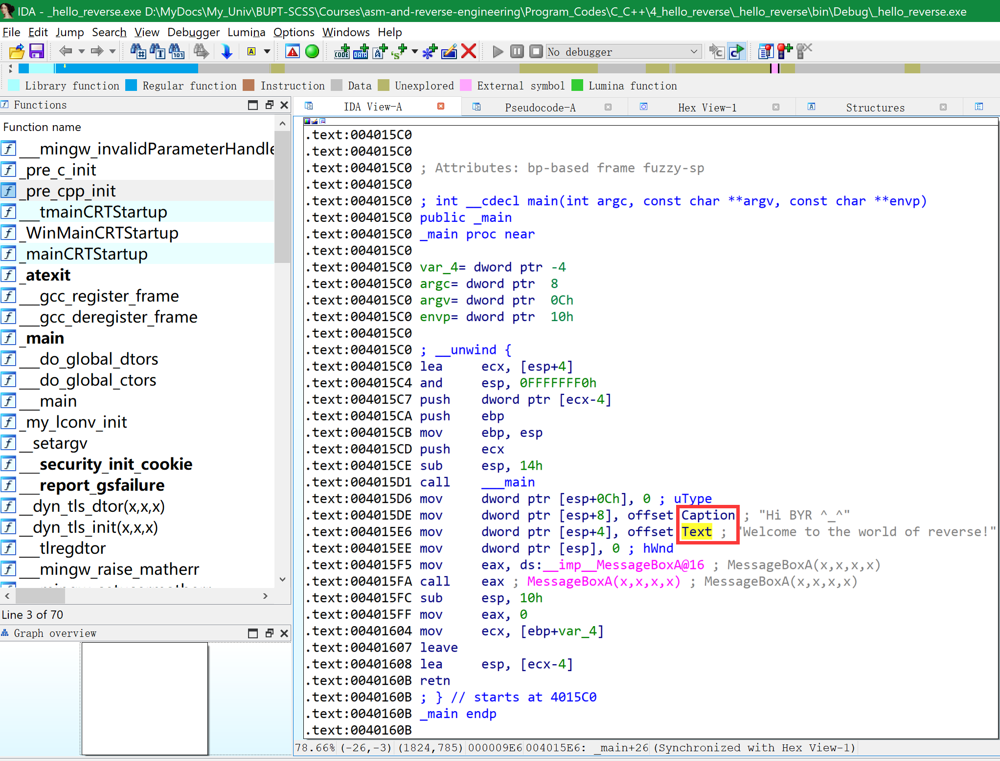 IDA - _hello_reverse.exe D:\MyDocs\My_Univ\BUPT-SCSS\Courses\asm-and-reverse-engineering\Program_Codes\C_C++\4_hello_reverse\_hello_reverse\bin\Debug\_hello_reverse.exe
File Edit Jump Search View Debugger Lumina Options Windows Help
No debugger
Library function Regular function Instruction Data Unexplored External symbol Lumina function
Functions
Function name
___mingw_invalidParameterHandle
_pre_c_init
_pre_cpp_init
___tmainCRTStartup
_WinMainCRTStartup
_mainCRTStartup
_atexit
___gcc_register_frame
___gcc_deregister_frame
_main
___do_global_dtors
___do_global_ctors
___main
_my_lconv_init
__setargv
___security_init_cookie
___report_gsfailure
__dyn_tls_dtor(x,x,x)
__dyn_tls_init(x,x,x)
___tlregdtor
___mingw_raise_matherr
Line 3 of 70
Graph overview
IDA View-A Pseudocode-A Hex View-1 Structures
.text:004015C0
.text:004015C0
.text:004015C0 ; Attributes: bp-based frame fuzzy-sp
.text:004015C0
.text:004015C0 ; int __cdecl main(int argc, const char **argv, const char **envp)
.text:004015C0 public _main
.text:004015C0 _main proc near
.text:004015C0
.text:004015C0 var_4= dword ptr -4
.text:004015C0 argc= dword ptr  8
.text:004015C0 argv= dword ptr  0Ch
.text:004015C0 envp= dword ptr  10h
.text:004015C0
.text:004015C0 ; __unwind {
.text:004015C0 lea     ecx, [esp+4]
.text:004015C4 and     esp, 0FFFFFFF0h
.text:004015C7 push    dword ptr [ecx-4]
.text:004015CA push    ebp
.text:004015CB mov     ebp, esp
.text:004015CD push    ecx
.text:004015CE sub     esp, 14h
.text:004015D1 call    ___main
.text:004015D6 mov     dword ptr [esp+0Ch], 0 ; uType
.text:004015DE mov     dword ptr [esp+8], offset Caption ; "Hi BYR ^_^"
.text:004015E6 mov     dword ptr [esp+4], offset Text ; "Welcome to the world of reverse!"
.text:004015EE mov     dword ptr [esp], 0 ; hWnd
.text:004015F5 mov     eax, ds:__imp__MessageBoxA@16 ; MessageBoxA(x,x,x,x)
.text:004015FA call    eax ; MessageBoxA(x,x,x,x) ; MessageBoxA(x,x,x,x)
.text:004015FC sub     esp, 10h
.text:004015FF mov     eax, 0
.text:00401604 mov     ecx, [ebp+var_4]
.text:00401607 leave
.text:00401608 lea     esp, [ecx-4]
.text:0040160B retn
.text:0040160B ; } // starts at 4015C0
.text:0040160B _main endp
.text:0040160B
78.66% (-26,-3) (1824,785) 000009E6 004015E6: _main+26 (Synchronized with Hex View-1)